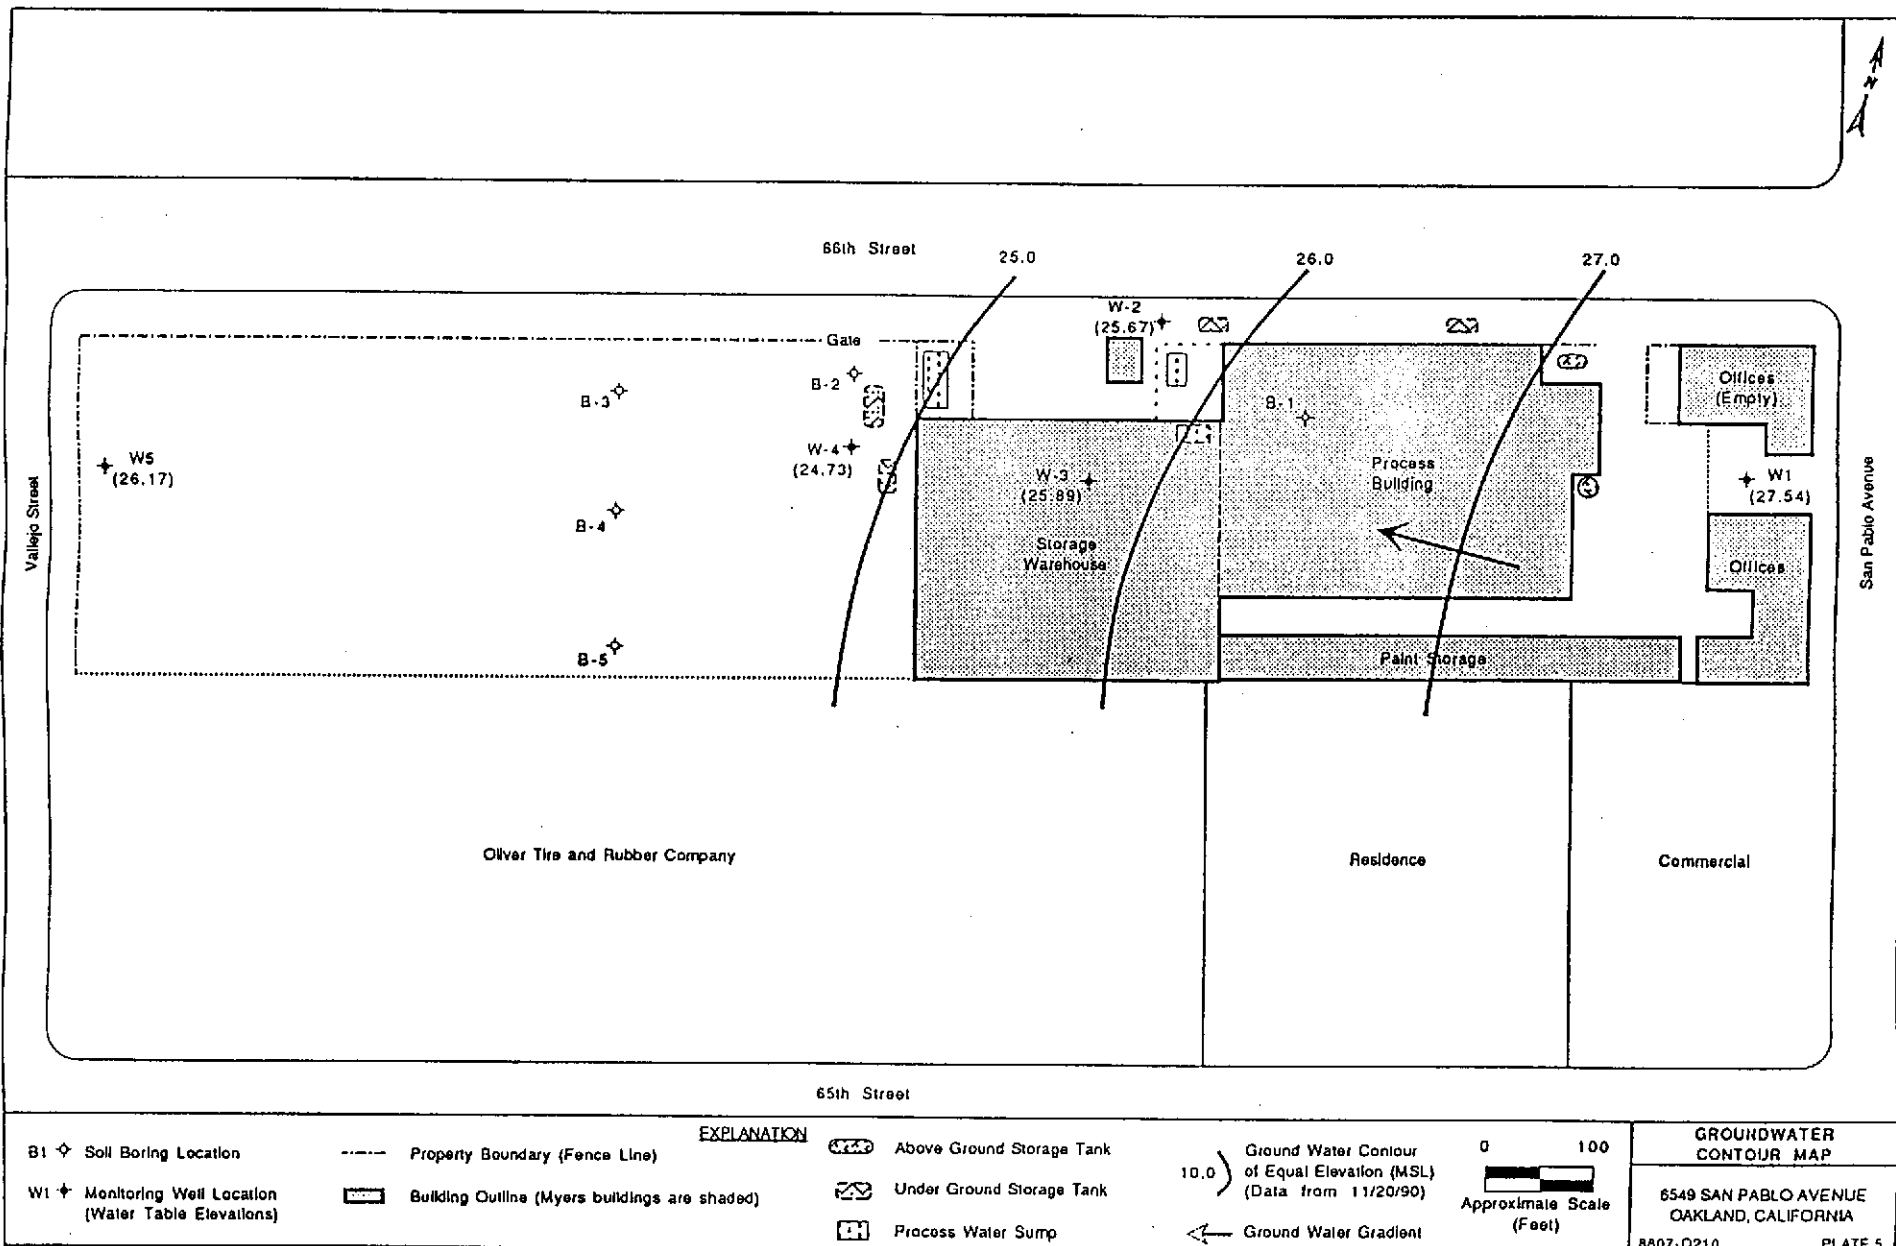 N
66th Street
25.0
26.0
27.0
W-2
(25.67)
Gate
B-2
B-3
B-1
Offices
(Empty)
W-4
(24.73)
W5
(26.17)
W-3
(25.89)
Process
Building
W1
(27.54)
Vallejo Street
San Pablo Avenue
B-4
Storage
Warehouse
Offices
B-5
Paint Storage
Oliver Tire and Rubber Company
Residence
Commercial
65th Street
EXPLANATION
B1 Soil Boring Location
W1 Monitoring Well Location
(Water Table Elevations)
Property Boundary (Fence Line)
Building Outline (Myers buildings are shaded)
Above Ground Storage Tank
Under Ground Storage Tank
Process Water Sump
10.0
Ground Water Contour
of Equal Elevation (MSL)
(Data from 11/20/90)
Ground Water Gradient
0 100
Approximate Scale
(Feet)
GROUNDWATER
CONTOUR MAP
6549 SAN PABLO AVENUE
OAKLAND, CALIFORNIA
8807-0210 PLATE 5